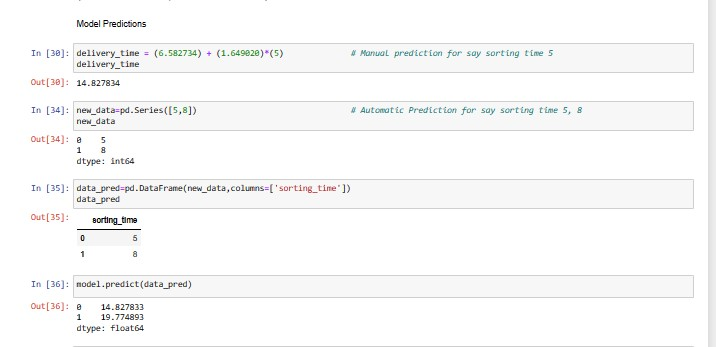 Model Predictions
In [30]: delivery_time = (6.582734) + (1.649020)*(5) # Manual prediction for say sorting time 5
delivery_time
Out[30]: 14.827834
In [34]: new_data=pd.Series([5,8]) # Automatic Prediction for say sorting time 5, 8
new_data
Out[34]: 0 5
1 8
dtype: int64
In [35]: data_pred=pd.DataFrame(new_data,columns=['sorting_time'])
data_pred
Out[35]:
sorting_time
0 5
1 8
In [36]: model.predict(data_pred)
Out[36]: 0 14.827833
1 19.774893
dtype: float64